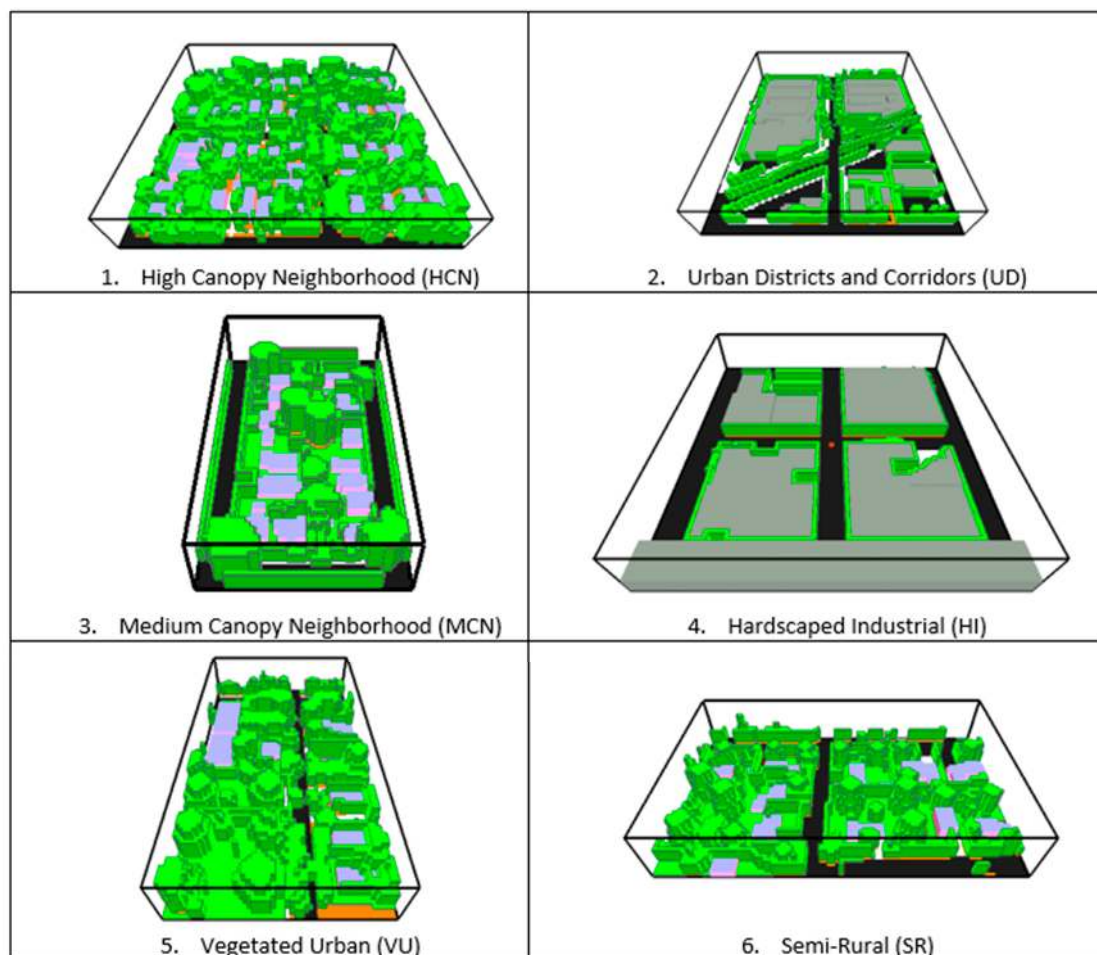 1. High Canopy Neighborhood (HCN)
2. Urban Districts and Corridors (UD)
3. Medium Canopy Neighborhood (MCN)
4. Hardscaped Industrial (HI)
5. Vegetated Urban (VU)
6. Semi-Rural (SR)